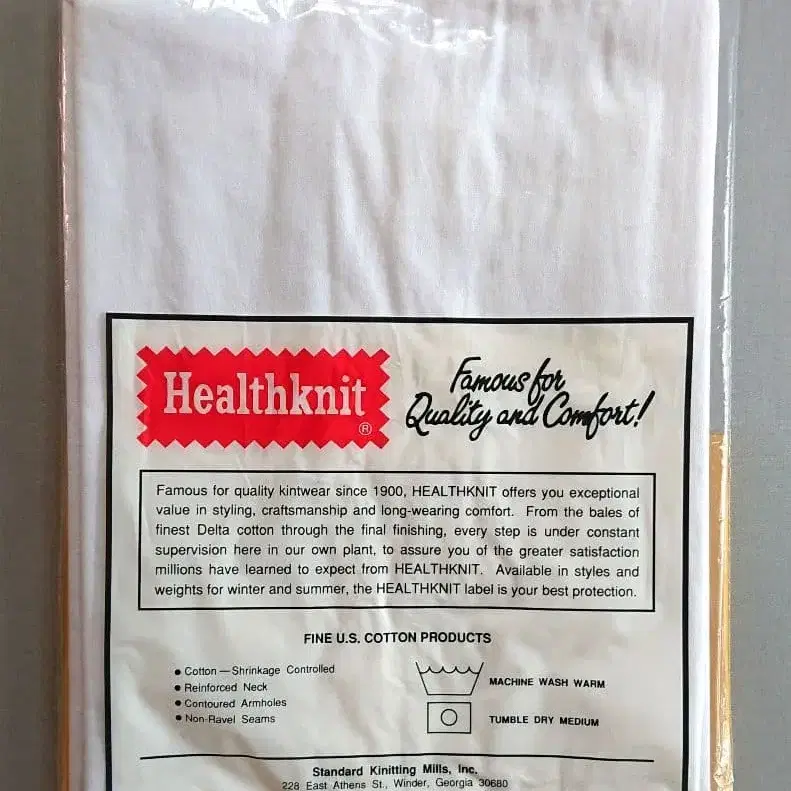 Healthknit
®
Famous for
Quality and Comfort!
Famous for quality kintwear since 1900, HEALTHKNIT offers you exceptional
value in styling, craftsmanship and long-wearing comfort. From the bales of
finest Delta cotton through the final finishing, every step is under constant
supervision here in our own plant, to assure you of the greater satisfaction
millions have learned to expect from HEALTHKNIT. Available in styles and
weights for winter and summer, the HEALTHKNIT label is your best protection.
FINE U.S. COTTON PRODUCTS
• Cotton — Shrinkage Controlled
• Reinforced Neck
• Contoured Armholes
• Non-Ravel Seams
MACHINE WASH WARM
TUMBLE DRY MEDIUM
Standard Kinitting Mills, Inc.
228 East Athens St., Winder, Georgia 30680